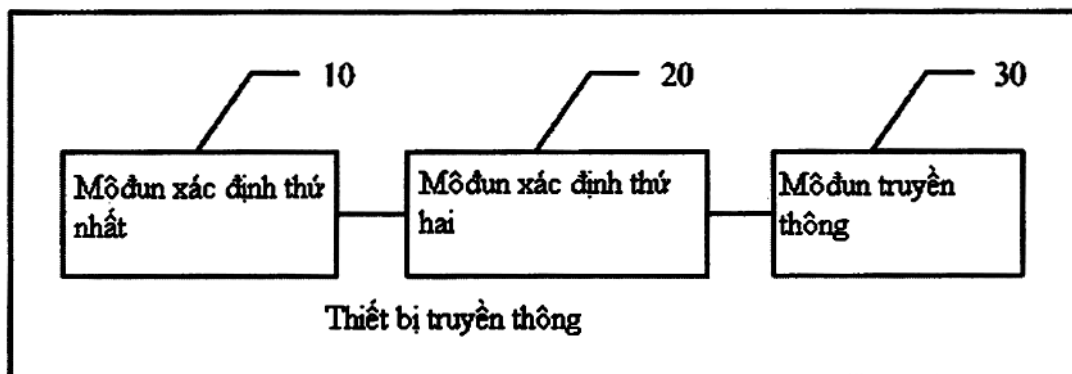 10
20
30
Môđun xác định thứ
nhất
Môđun xác định thứ
hai
Môđun truyền
thông
Thiết bị truyền thông